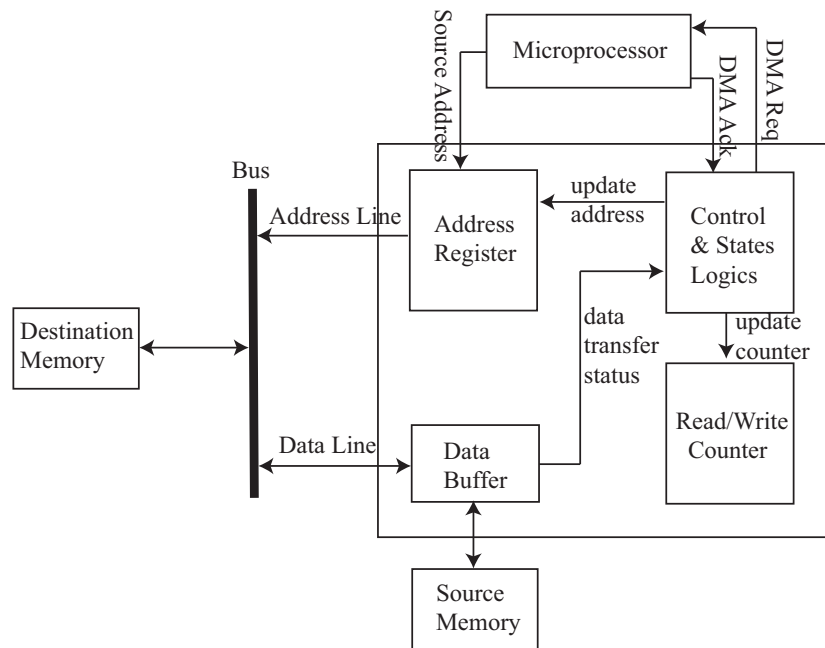 Microprocessor
Source Address
DMA Ack
DMA Req
Bus
Address Line
Address
Register
update
address
Control
& States
Logics
Destination
Memory
data
transfer
status
update
counter
Read/Write
Counter
Data Line
Data
Buffer
Source
Memory